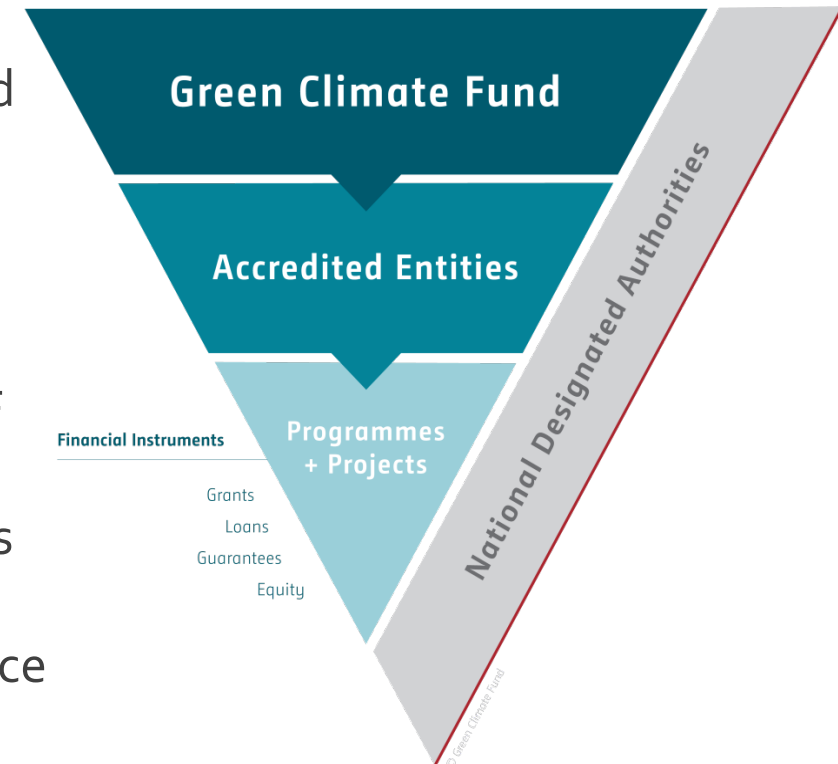 d
Green Climate Fund
Accredited Entities
National Designated Authorities
Financial Instruments
Programmes
+ Projects
Grants
Loans
Guarantees
s
Equity
ce
© Green Climate Fund